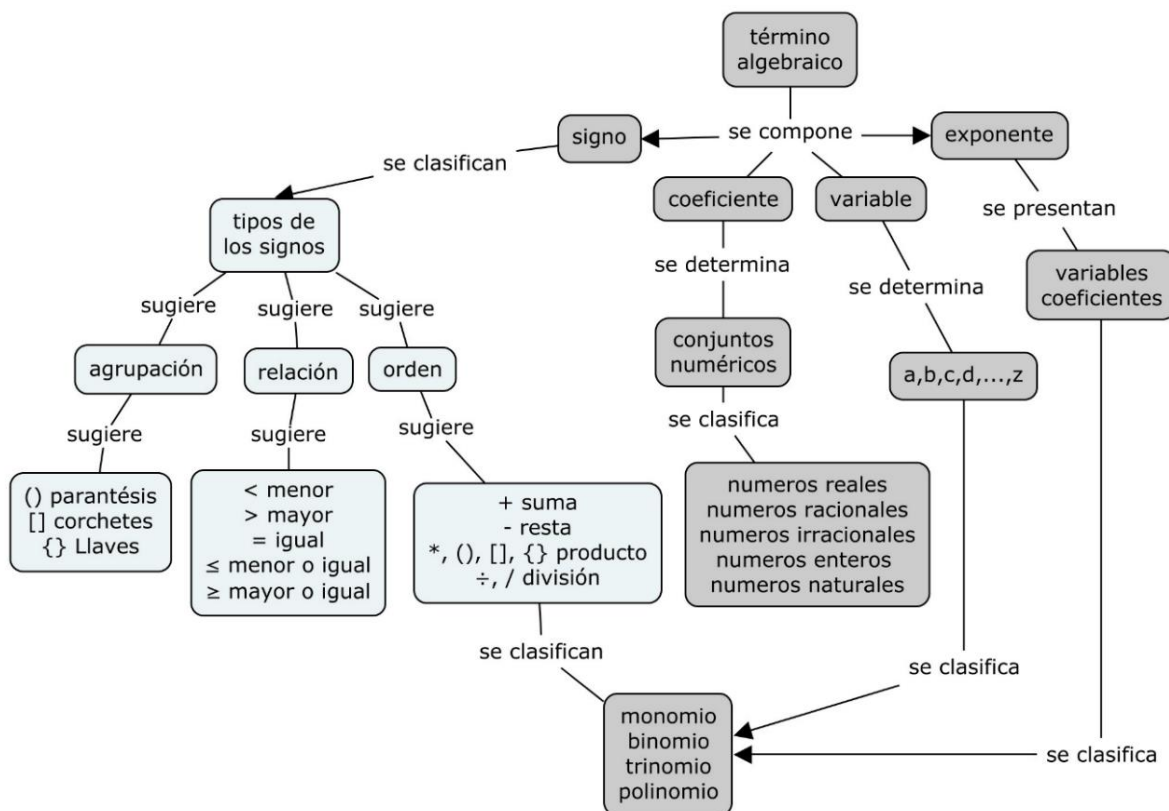 término
algebraico
se compone
signo
exponente
se clasifican
coeficiente
variable
se presentan
tipos de
los signos
se determina
se determina
variables
coeficientes
sugiere
sugiere
sugiere
conjuntos
numéricos
agrupación
relación
orden
a,b,c,d,...,z
se clasifica
sugiere
sugiere
sugiere
() parantésis
[] corchetes
{} Llaves
< menor
> mayor
= igual
≤ menor o igual
≥ mayor o igual
+ suma
- resta
*, (), [], {} producto
÷, / división
numeros reales
numeros racionales
numeros irracionales
numeros enteros
numeros naturales
se clasifican
se clasifica
monomio
binomio
trinomio
polinomio
se clasifica